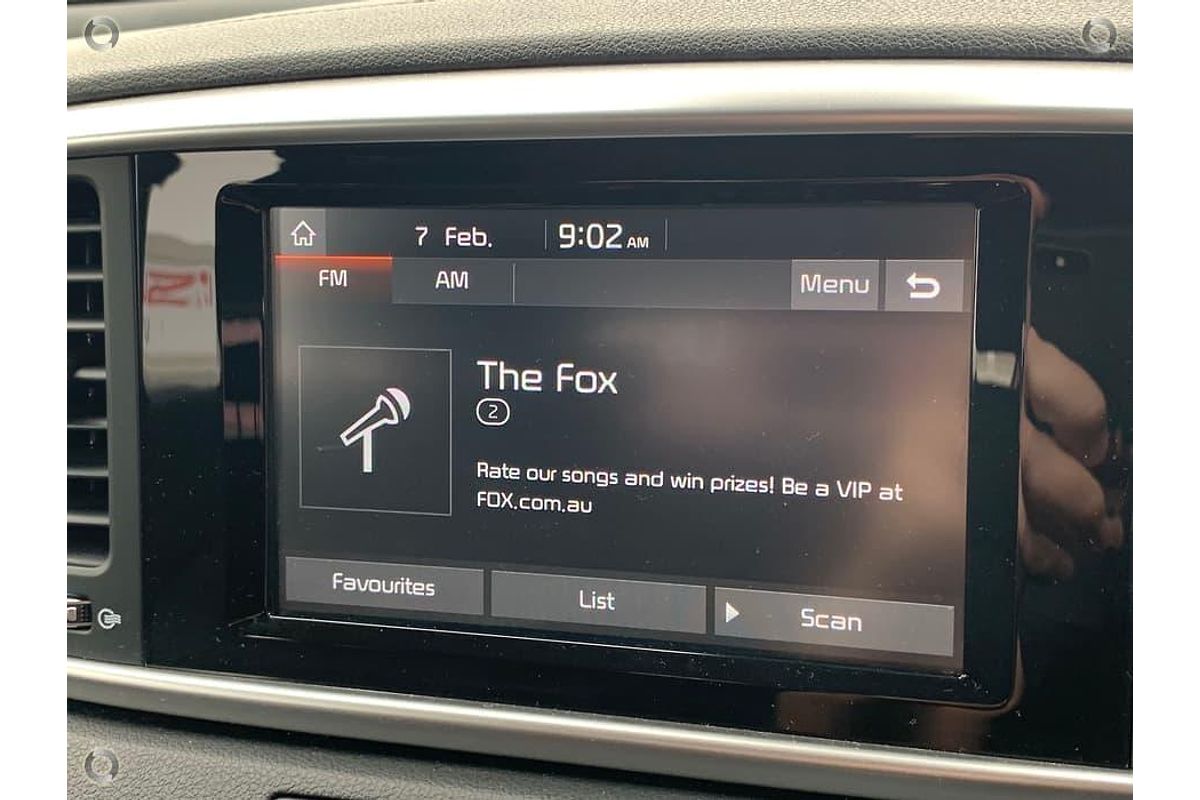 7 Feb. 9:02 AM
FM AM Menu
The Fox
2
Rate our songs and win prizes! Be a VIP at
FOX.com.au
Favourites List Scan